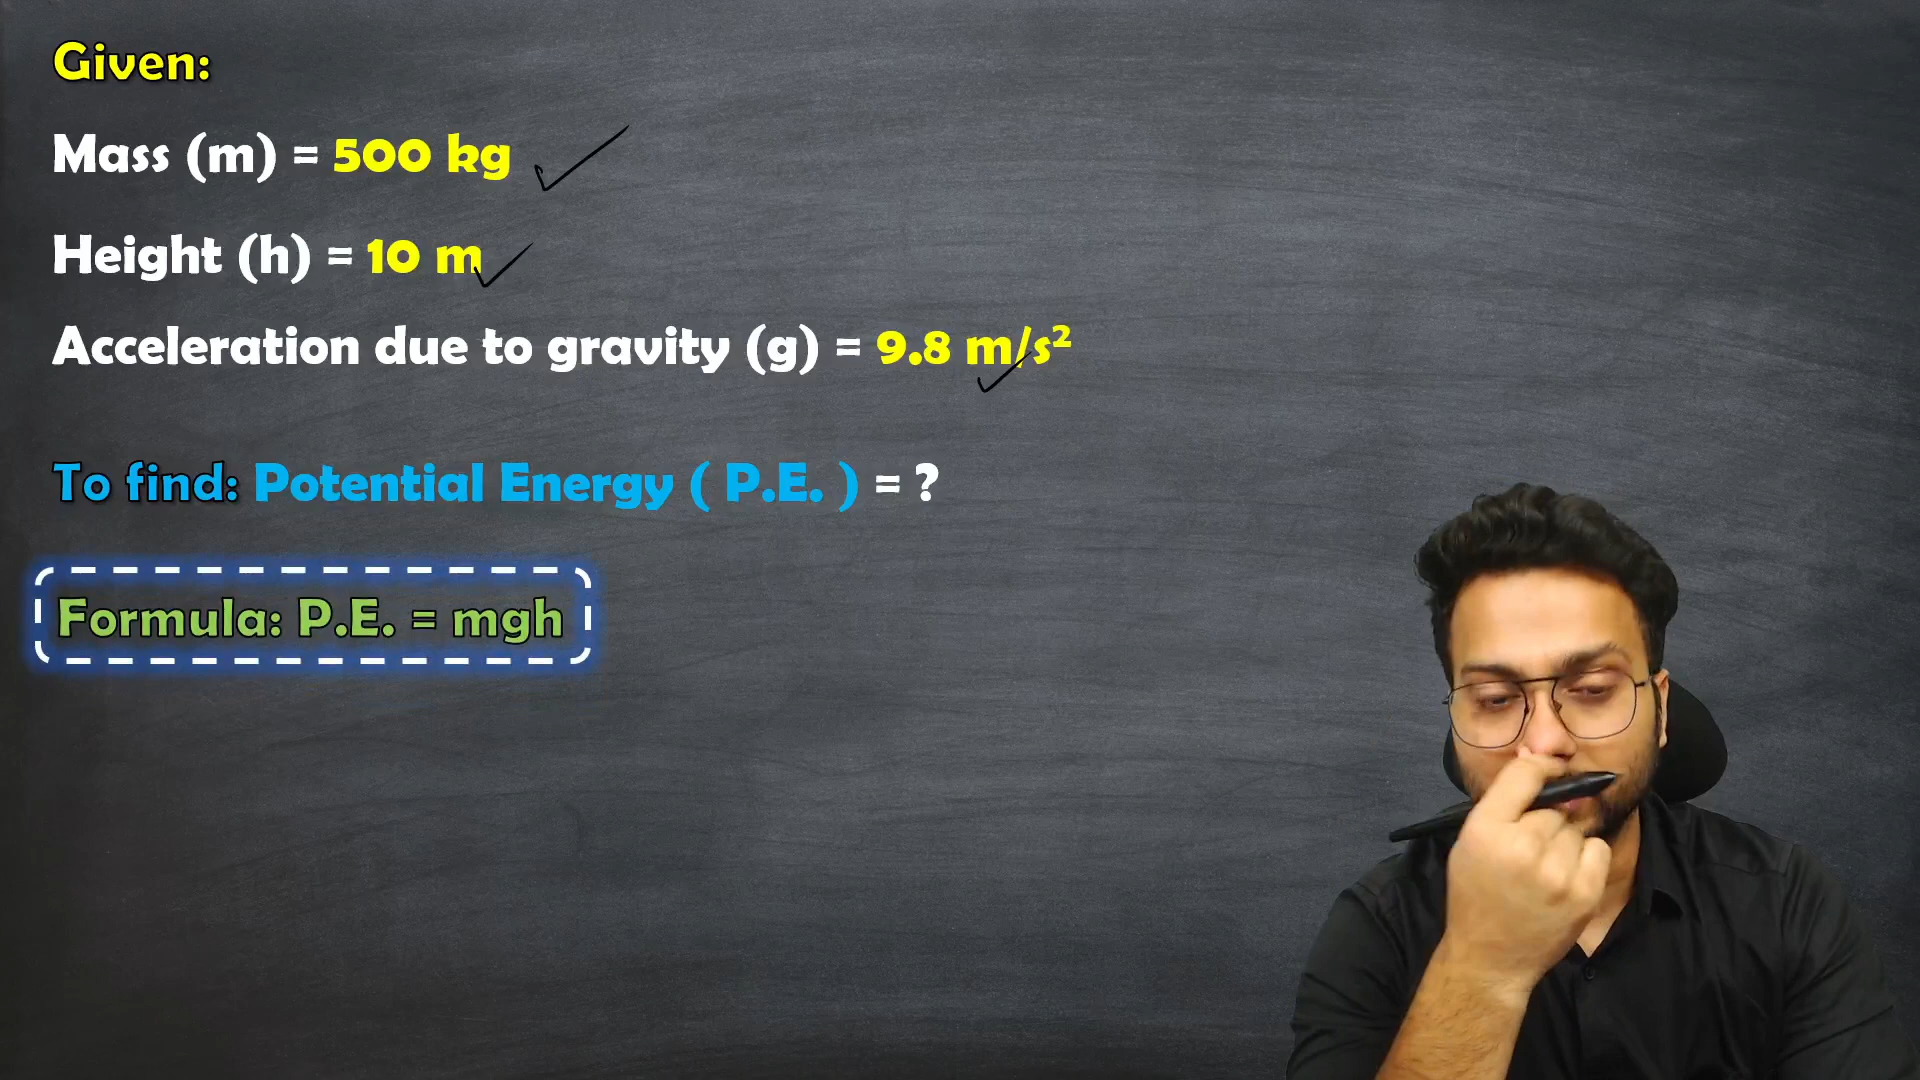 Given:
Mass (m) = 500 kg
Height (h) = 10 m
Acceleration due to gravity (g) = 9.8 m/s²
To find: Potential Energy ( P.E. ) = ?
Formula: P.E. = mgh